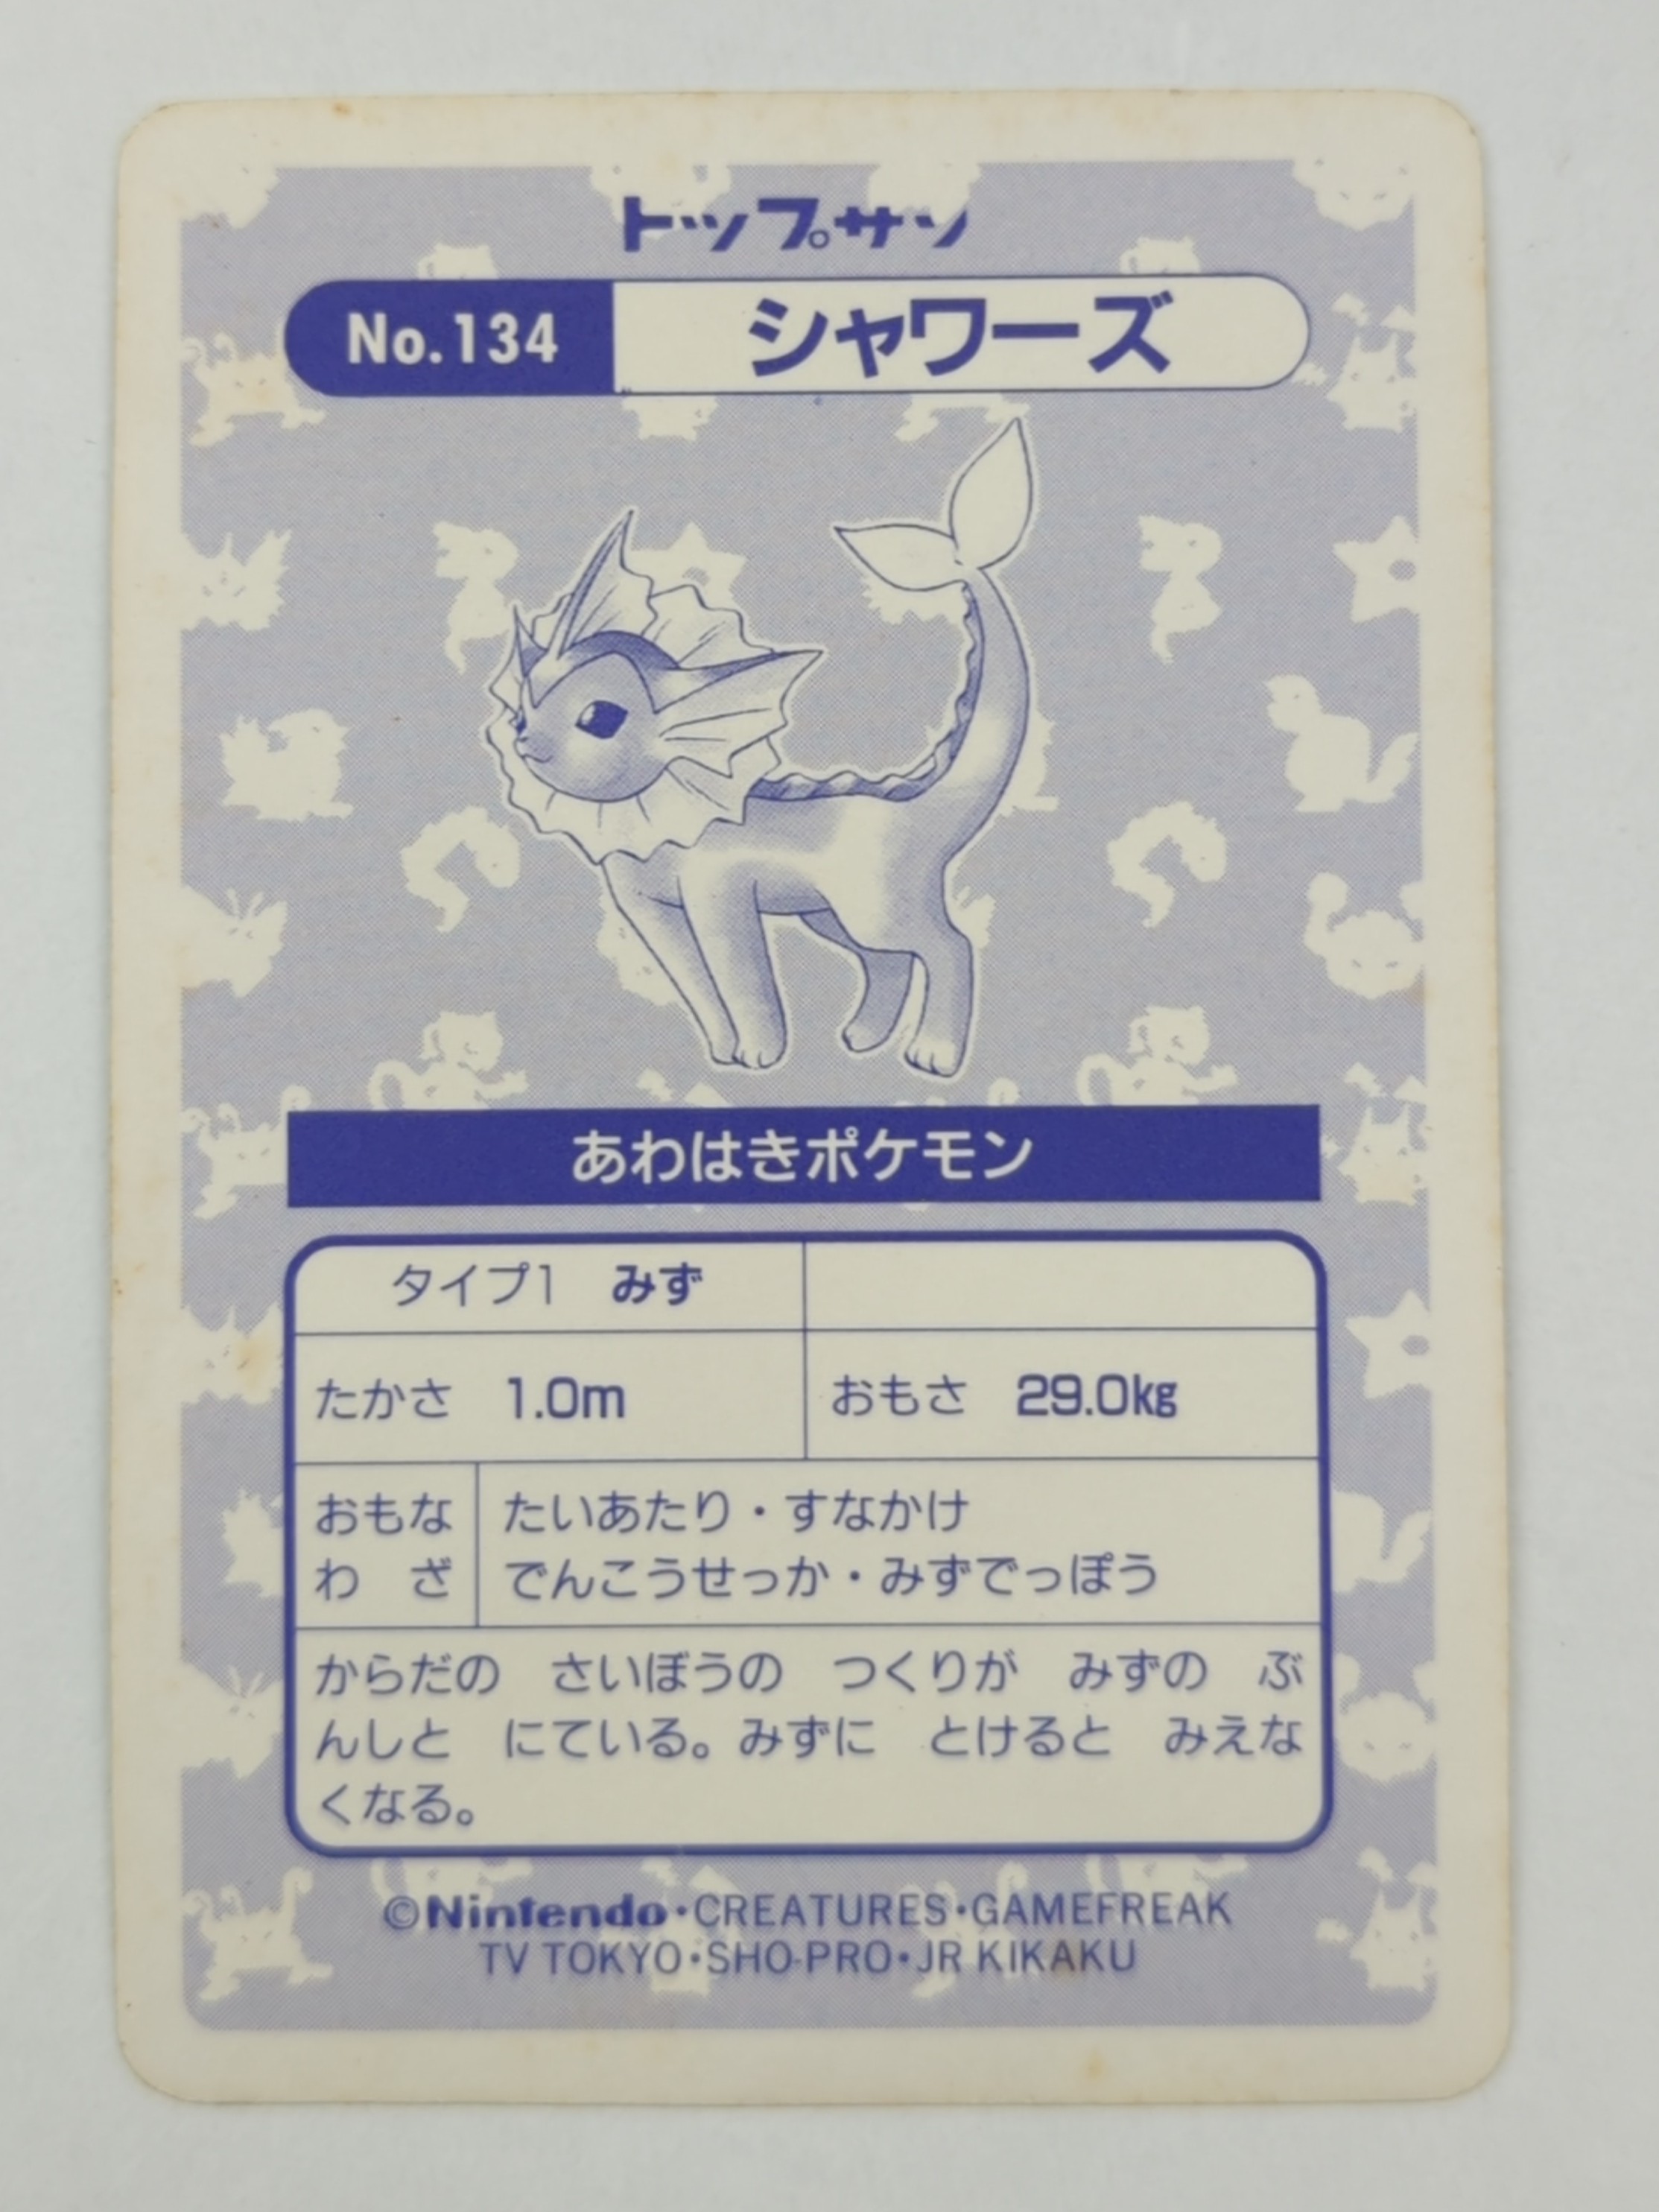 トップサン
No.134 シャワーズ
あわはきポケモン
タイプ1 みず
たかさ 1.0m おもさ 29.0kg
おもな たいあたり・すなかけ
わ ざ でんこうせっか・みずでっぽう
からだの さいぼうの つくりが みずの ぶ
んしと にている。みずに とけると みえな
くなる。
©Nintendo・CREATURES・GAMEFREAK
TV TOKYO・SHO-PRO・JR KIKAKU